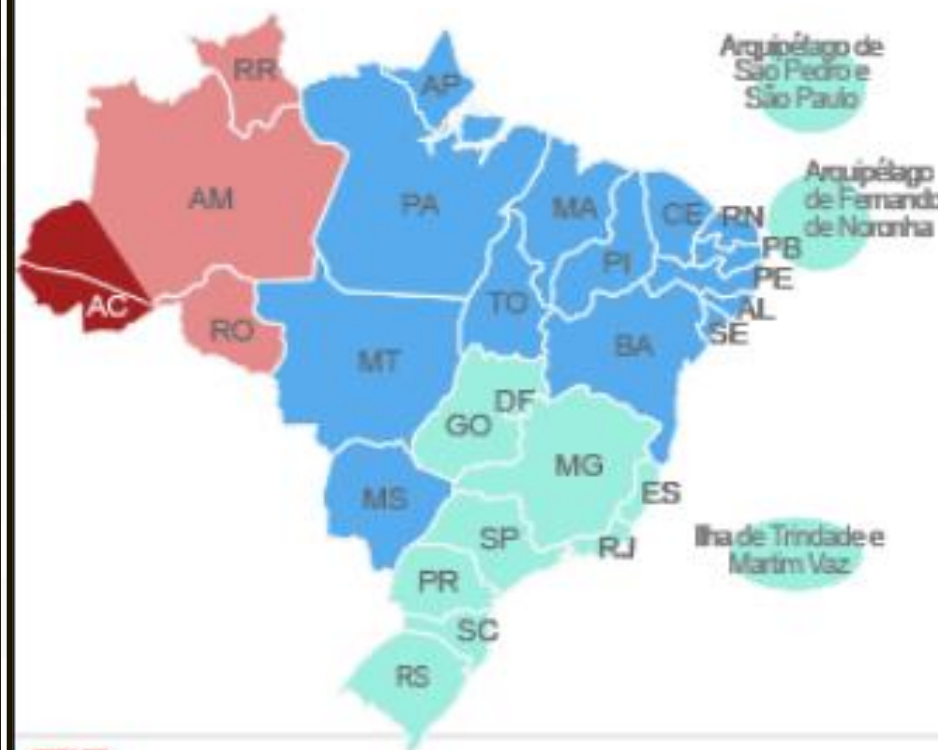 Arquipélago de
São Pedro e
São Paulo
RR
AP
Arquipélago
de Fernando
de Noronha
AM
PA
MA
CE
RN
PB
PI
PE
AC
TO
AL
RO
SE
MT
BA
DF
GO
MG
MS
ES
SP
RJ
Ilha de Trindade e
Martim Vaz
PR
SC
RS